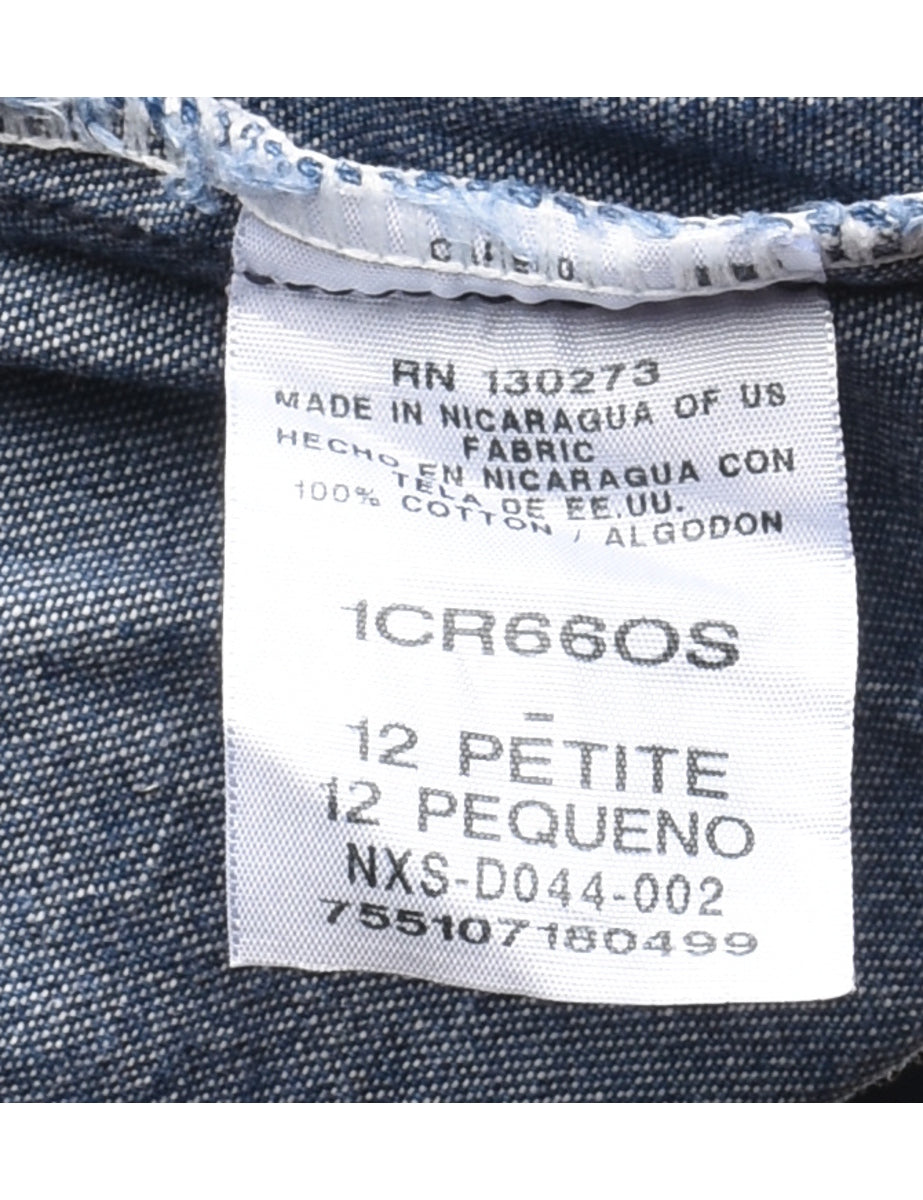 RN 130273
MADE IN NICARAGUA OF US
FABRIC
HECHO EN NICARAGUA CON
TELA DE EE.UU.
100% COTTON / ALGODON
1CR66OS
12 PETITE
12 PEQUENO
NXS-D044-002
755107180499